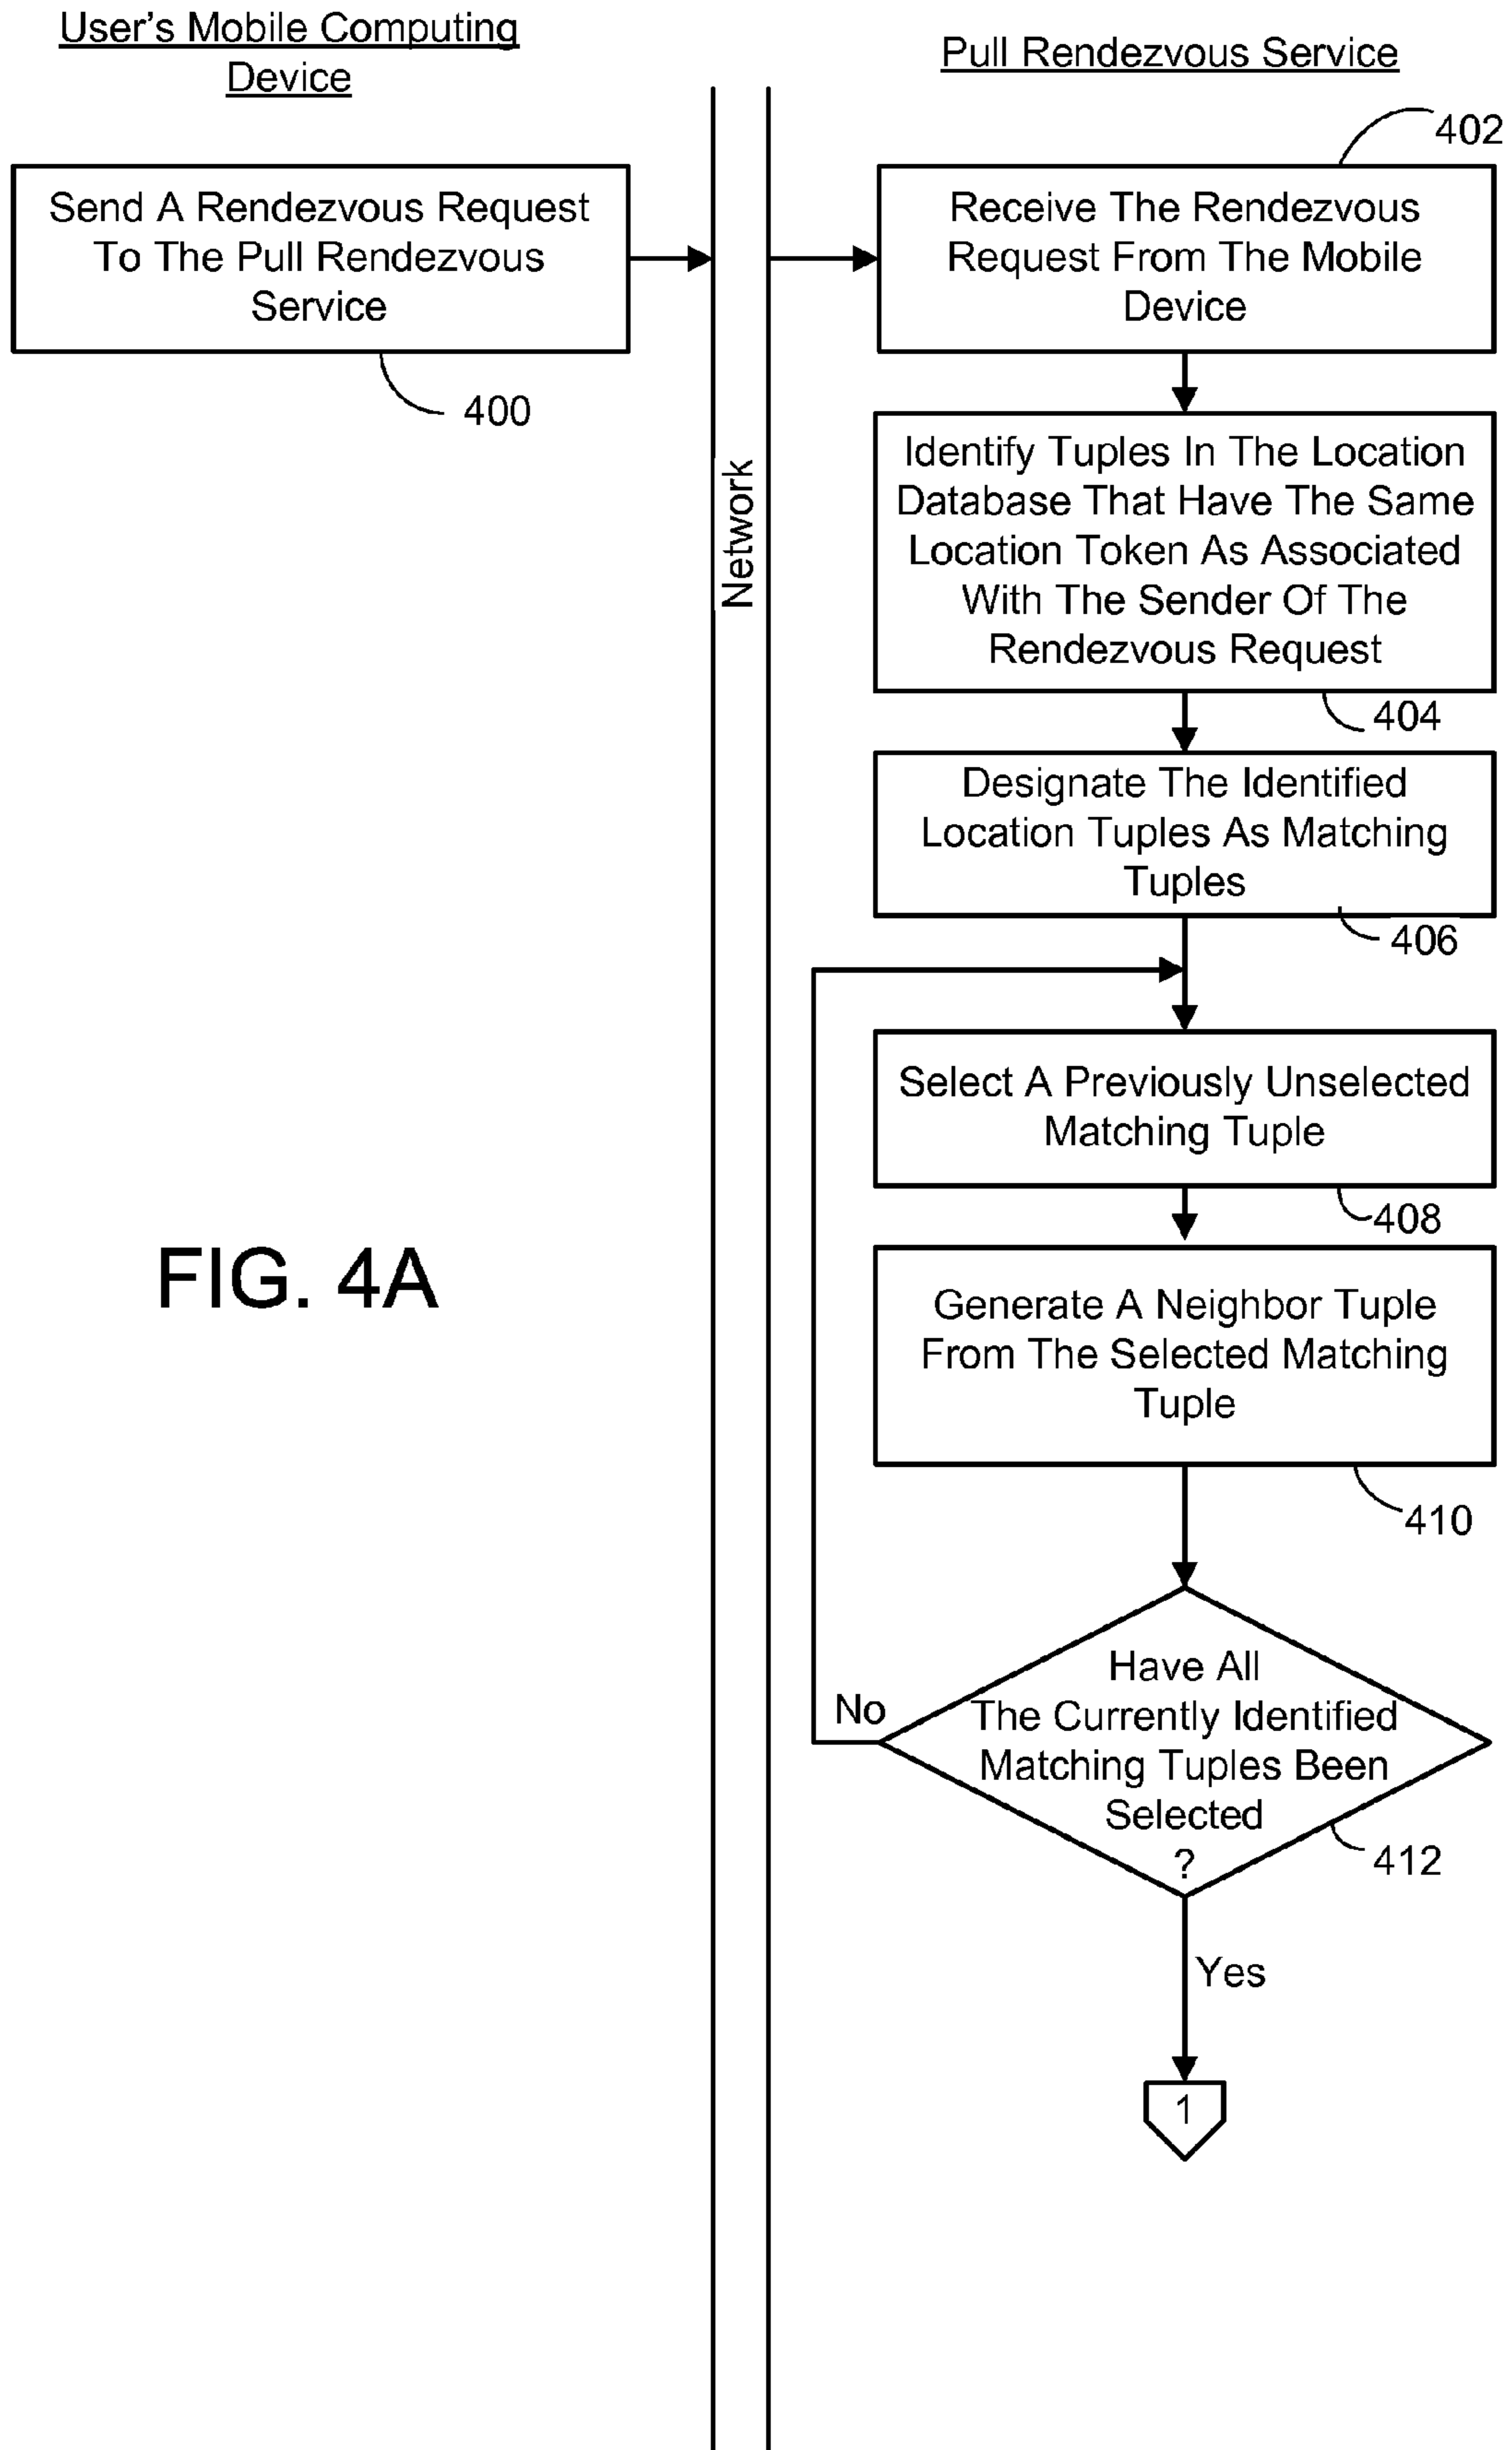 User's Mobile Computing
Device
Pull Rendezvous Service
402
Send A Rendezvous Request
To The Pull Rendezvous
Service
400
Receive The Rendezvous
Request From The Mobile
Device
Network
Identify Tuples In The Location
Database That Have The Same
Location Token As Associated
With The Sender Of The
Rendezvous Request
404
Designate The Identified
Location Tuples As Matching
Tuples
406
Select A Previously Unselected
Matching Tuple
408
FIG. 4A
Generate A Neighbor Tuple
From The Selected Matching
Tuple
410
Have All
The Currently Identified
Matching Tuples Been
Selected
?
No
412
Yes
1